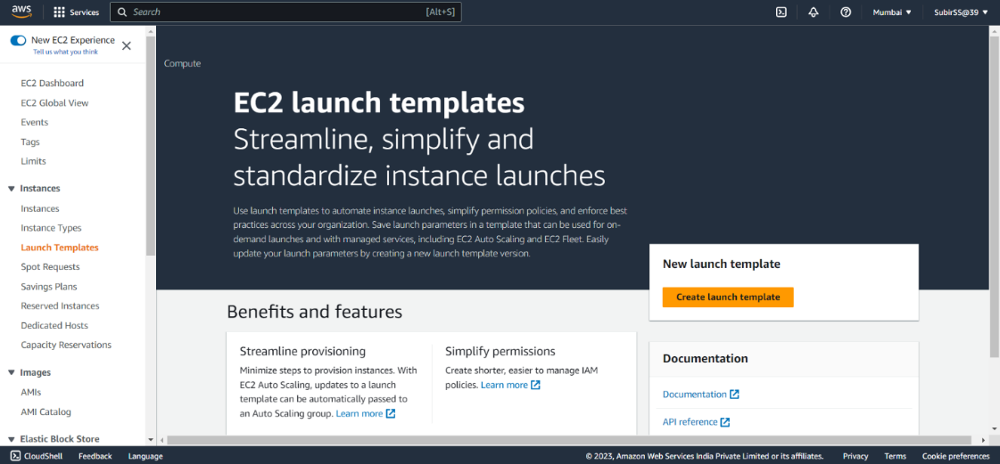 aws
Services
Search
[Alt+S]
Mumbai
SubirSS@39
New EC2 Experience
Tell us what you think
EC2 Dashboard
EC2 Global View
Events
Tags
Limits
Instances
Instances
Instance Types
Launch Templates
Spot Requests
Savings Plans
Reserved Instances
Dedicated Hosts
Capacity Reservations
Images
AMIs
AMI Catalog
Elastic Block Store
Compute
EC2 launch templates
Streamline, simplify and
standardize instance launches
Use launch templates to automate instance launches, simplify permission policies, and enforce best
practices across your organization. Save launch parameters in a template that can be used for on-
demand launches and with managed services, including EC2 Auto Scaling and EC2 Fleet. Easily
update your launch parameters by creating a new launch template version.
New launch template
Create launch template
Benefits and features
Streamline provisioning
Minimize steps to provision instances. With
EC2 Auto Scaling, updates to a launch
template can be automatically passed to
an Auto Scaling group. Learn more
Simplify permissions
Create shorter, easier to manage IAM
policies. Learn more
Documentation
Documentation
API reference
CloudShell
Feedback
Language
© 2023, Amazon Web Services India Private Limited or its affiliates.
Privacy
Terms
Cookie preferences